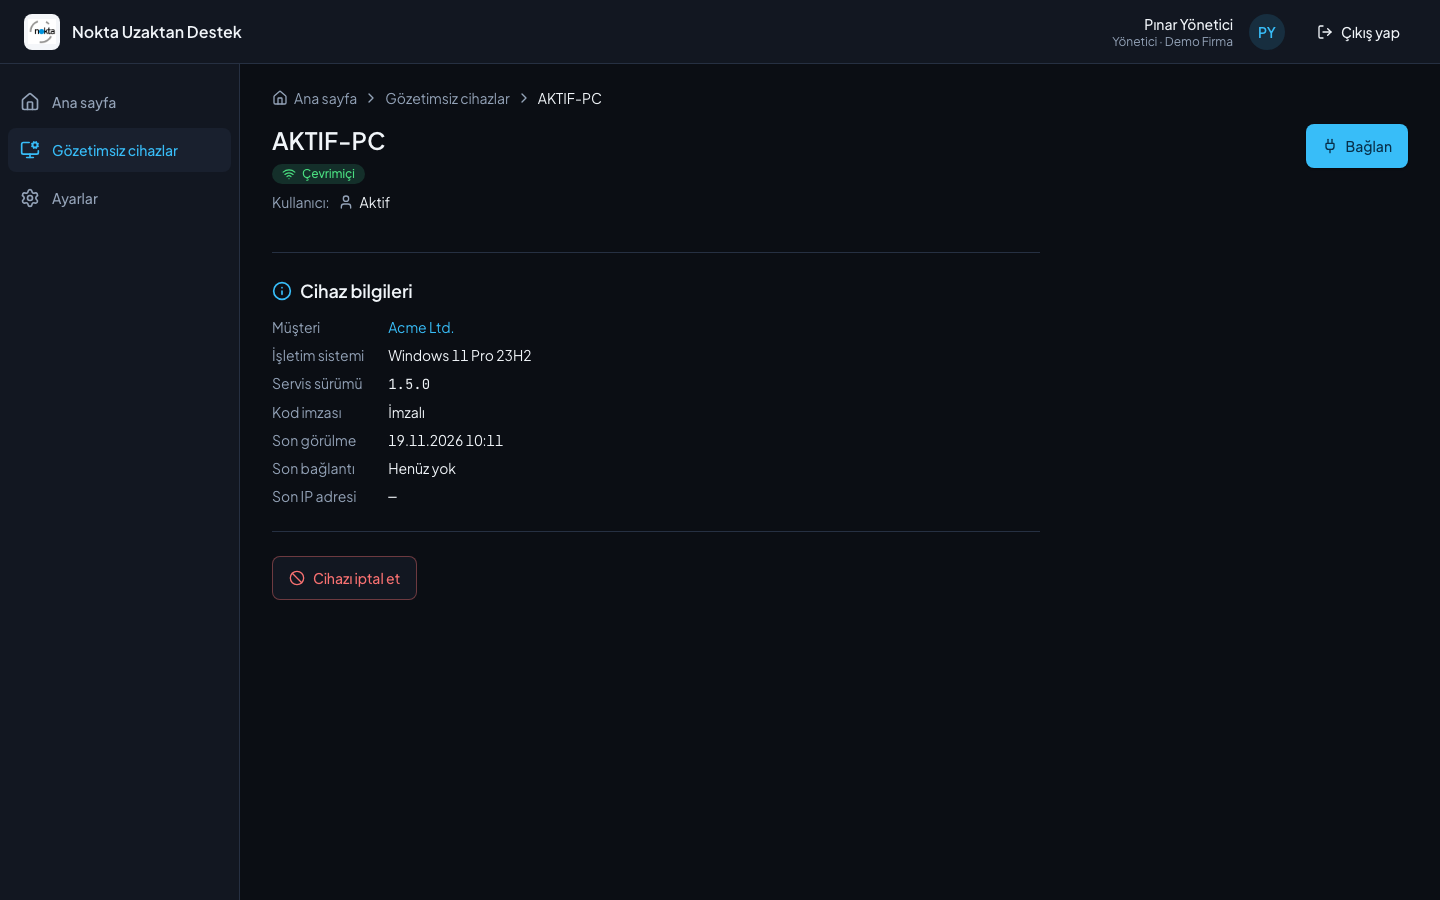 nokta
Nokta Uzaktan Destek
Pınar Yönetici
Yönetici · Demo Firma
PY
Çıkış yap
Ana sayfa
Gözetimsiz cihazlar
Ayarlar
Ana sayfa > Gözetimsiz cihazlar > AKTIF-PC
AKTIF-PC
Bağlan
Çevrimiçi
Kullanıcı: Aktif
Cihaz bilgileri
Müşteri Acme Ltd.
İşletim sistemi Windows 11 Pro 23H2
Servis sürümü 1.5.0
Kod imzası İmzalı
Son görülme 19.11.2026 10:11
Son bağlantı Henüz yok
Son IP adresi —
Cihazı iptal et